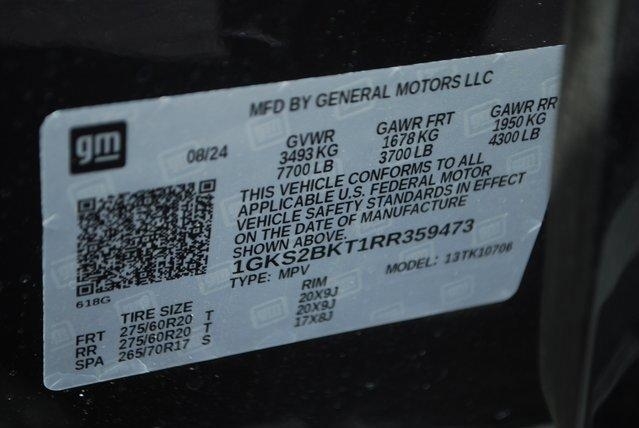 MFD BY GENERAL MOTORS LLC
gm
08/24
GVWR
3493 KG
7700 LB
GAWR FRT
1678 KG
3700 LB
GAWR RR
1950 KG
4300 LB
THIS VEHICLE CONFORMS TO ALL
APPLICABLE U.S. FEDERAL MOTOR
VEHICLE SAFETY STANDARDS IN EFFECT
ON THE DATE OF MANUFACTURE
SHOWN ABOVE.
1GKS2BKT1RR359473
TYPE: MPV
MODEL: 13TK10706
618G
TIRE SIZE
RIM
FRT 275/60R20 T 20X9J
RR 275/60R20 T 20X9J
SPA 265/70R17 S 17X8J